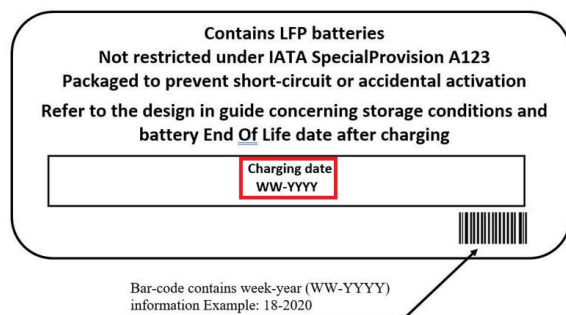 Contains LFP batteries
Not restricted under IATA SpecialProvision A123
Packaged to prevent short-circuit or accidental activation
Refer to the design in guide concerning storage conditions and
battery End Of Life date after charging
Charging date
WW-YYYY
Bar-code contains week-year (WW-YYYY)
information Example: 18-2020